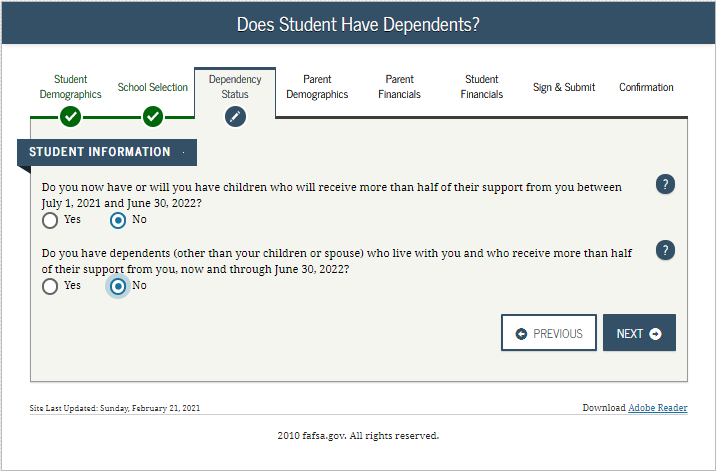 Does Student Have Dependents?
Student
Demographics
School Selection
Dependency
Status
Parent
Demographics
Parent
Financials
Student
Financials
Sign & Submit
Confirmation
STUDENT INFORMATION
Do you now have or will you have children who will receive more than half of their support from you between
July 1, 2021 and June 30, 2022?
?
Yes No
Do you have dependents (other than your children or spouse) who live with you and who receive more than half
of their support from you, now and through June 30, 2022?
?
Yes No
PREVIOUS
NEXT
Site Last Updated: Sunday, February 21, 2021
Download Adobe Reader
2010 fafsa.gov. All rights reserved.